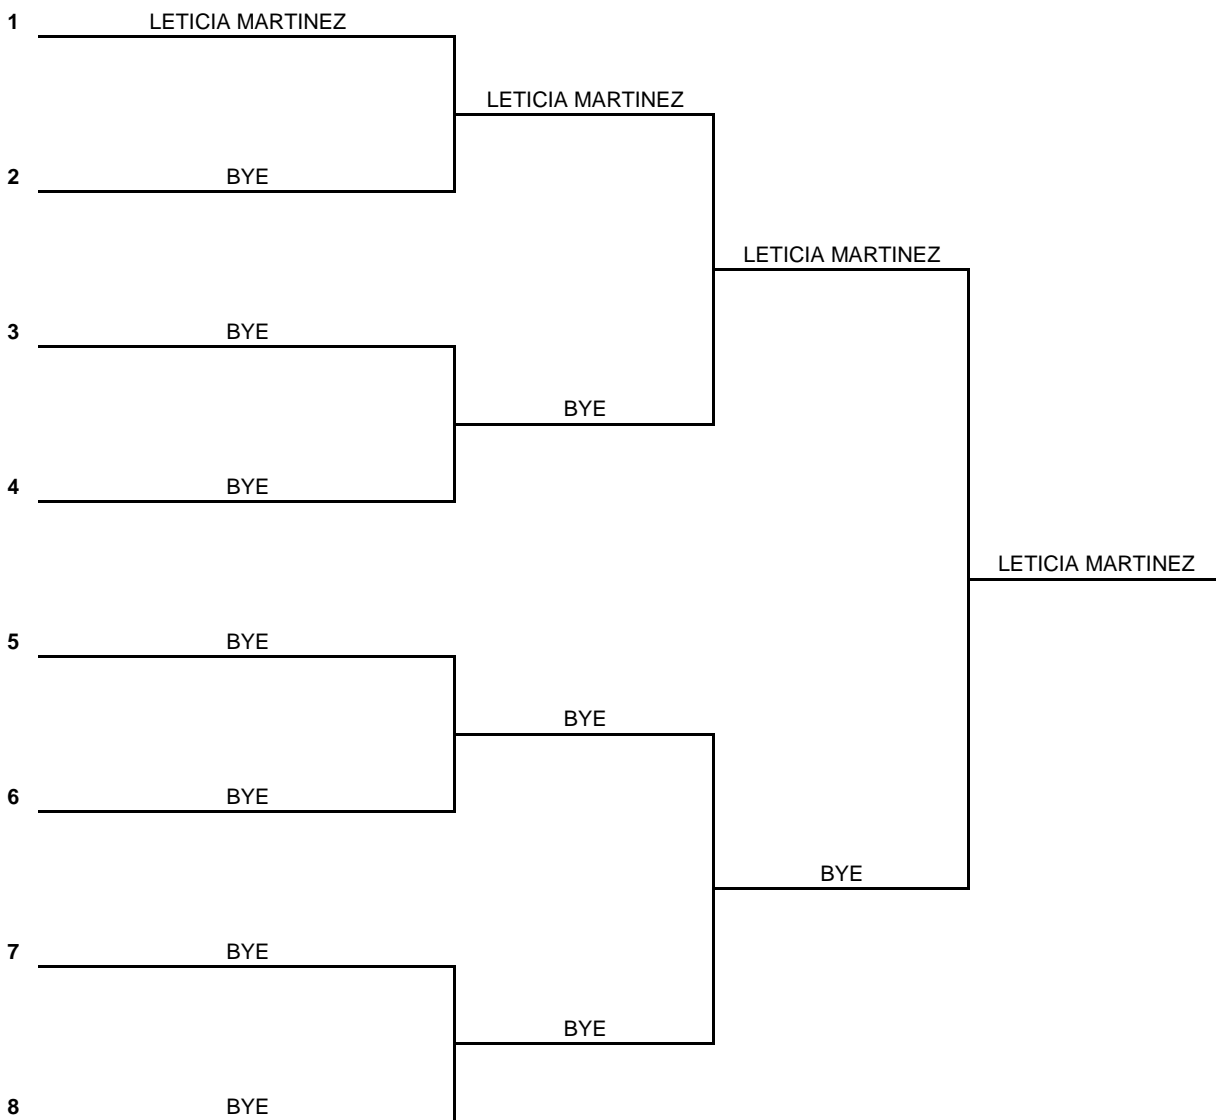 1 LETICIA MARTINEZ
LETICIA MARTINEZ
2 BYE
LETICIA MARTINEZ
3 BYE
BYE
4 BYE
LETICIA MARTINEZ
5 BYE
BYE
6 BYE
BYE
7 BYE
BYE
8 BYE